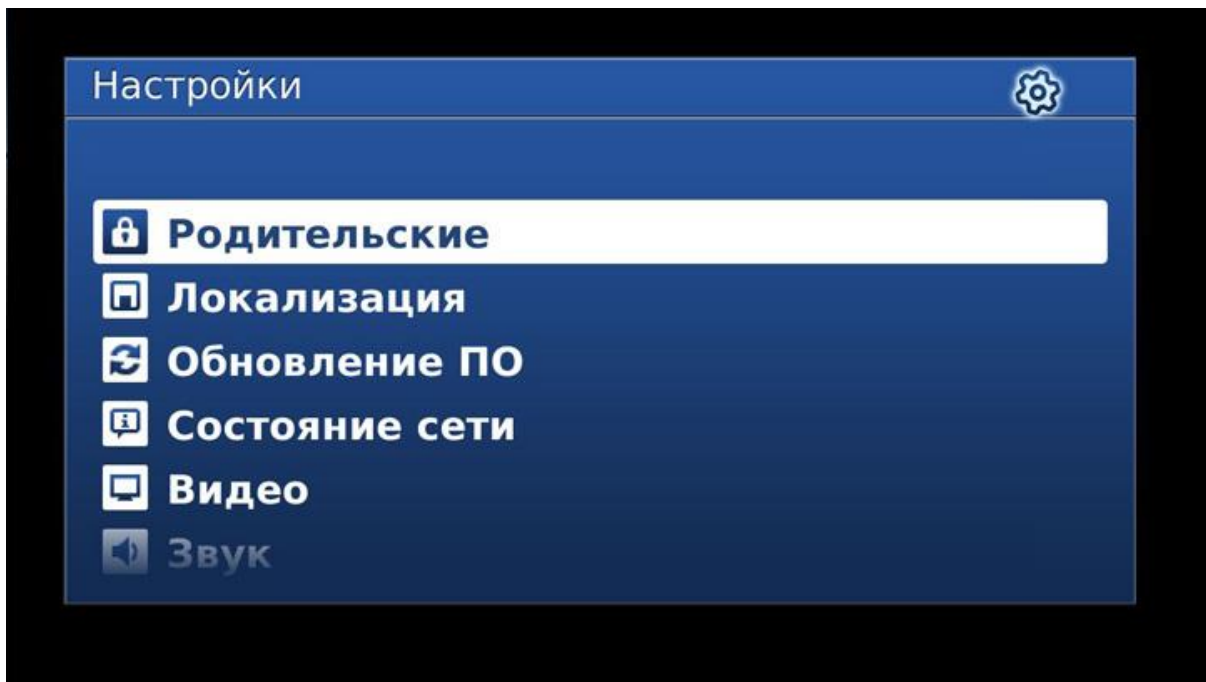 Настройки
Родительские
Локализация
Обновление ПО
Состояние сети
Видео
Звук